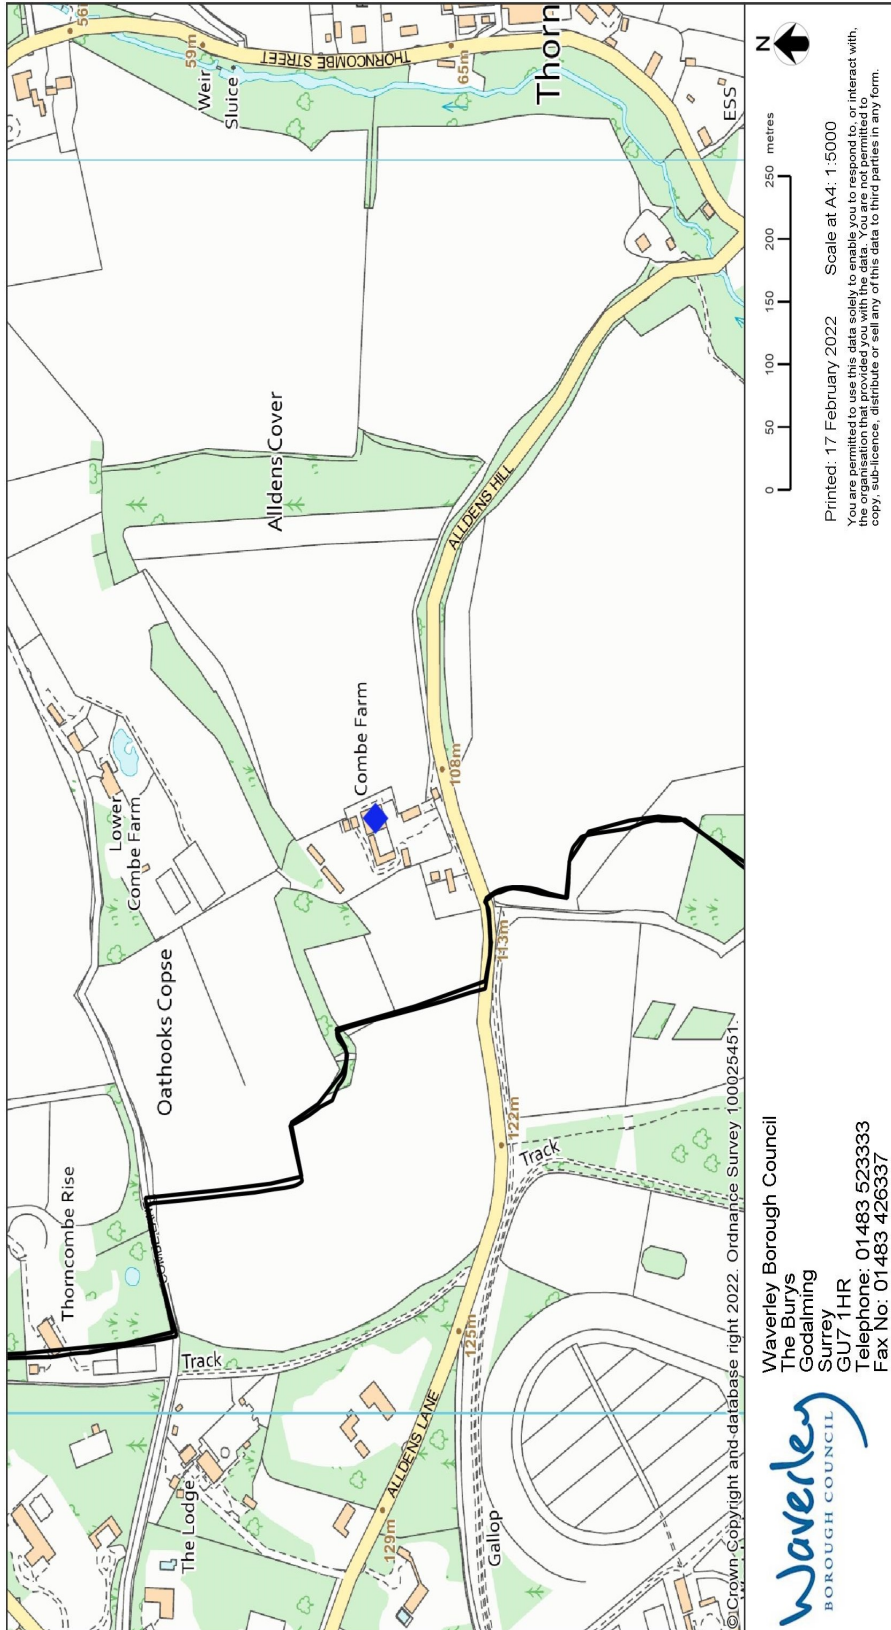 Thorncombe Rise
Track
The Lodge
129m
ALLDENS LANE
Gallop
125m
Track
122m
113m
Oathooks Copse
Lower
Combe Farm
Combe Farm
108m
Alldens Cover
ALLDENS HILL
Weir
Sluice
59m
THORNCOMBE STREET
65m
Thorn
ESS
© Crown Copyright and database right 2022. Ordnance Survey 100025451.
Waverley
BOROUGH COUNCIL
Waverley Borough Council
The Burys
Godalming
Surrey
GU7 1HR
Telephone: 01483 523333
Fax No: 01483 426337
0 50 100 150 200 250 metres
N
Printed: 17 February 2022 Scale at A4: 1:5000
You are permitted to use this data solely to enable you to respond to, or interact with,
the organisation that provided you with the data. You are not permitted to
copy, sub-licence, distribute or sell any of this data to third parties in any form.